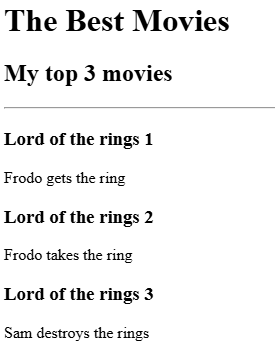 The Best Movies
My top 3 movies
Lord of the rings 1
Frodo gets the ring
Lord of the rings 2
Frodo takes the ring
Lord of the rings 3
Sam destroys the rings